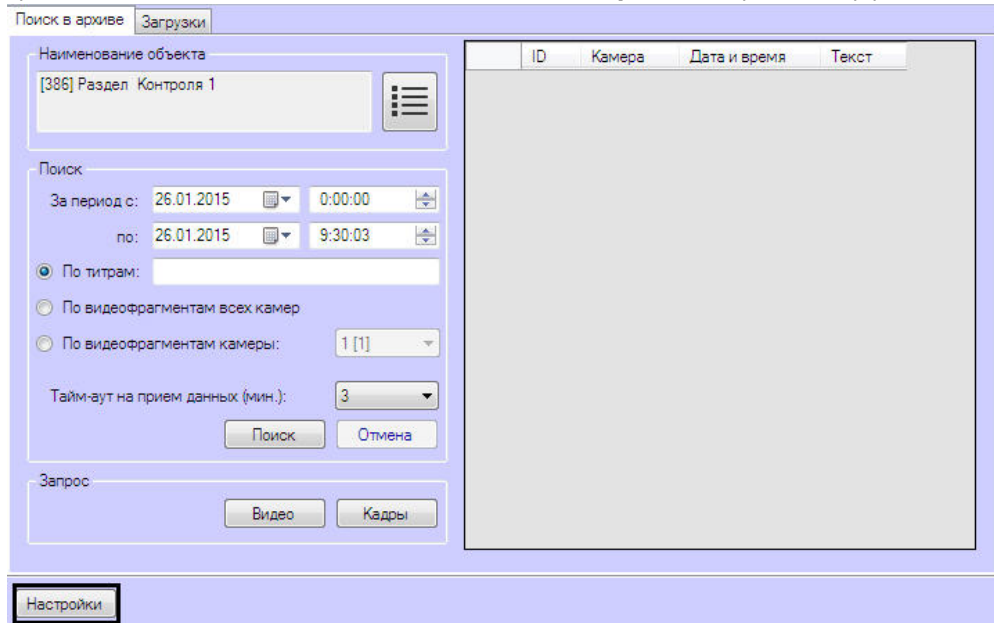 Поиск в архиве Загрузки
Наименование объекта
[386] Раздел Контроля 1
ID Камера Дата и время Текст
Поиск
За период с: 26.01.2015 0:00:00
по: 26.01.2015 9:30:03
По титрам:
По видеофрагментам всех камер
По видеофрагментам камеры: 1 [1]
Тайм-аут на прием данных (мин.): 3
Поиск Отмена
Запрос
Видео Кадры
Настройки